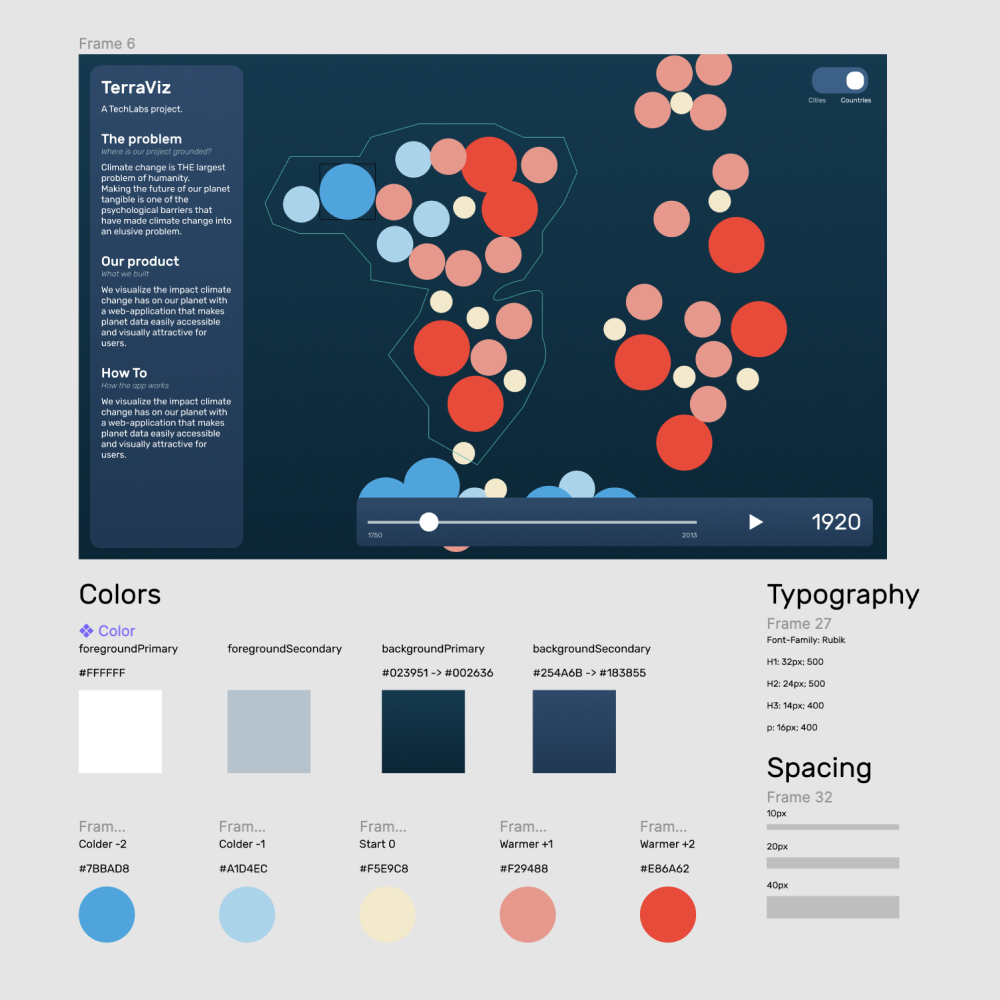 Frame 6
TerraViz
A TechLabs project.
The problem
Where is our project grounded?
Climate change is THE largest
problem of humanity.
Making the future of our planet
tangible is one of the
psychological barriers that
have made climate change into
an elusive problem.
Our product
What we built
We visualize the impact climate
change has on our planet with
a web-application that makes
planet data easily accessible
and visually attractive for
users.
How To
How the app works
We visualize the impact climate
change has on our planet with
a web-application that makes
planet data easily accessible
and visually attractive for
users.
Cities
Countries
1750
2013
1920
Colors
Color
foregroundPrimary
#FFFFFF
foregroundSecondary
backgroundPrimary
#023951 -> #002636
backgroundSecondary
#254A6B -> #183855
Fram...
Colder -2
#7BBAD8
Fram...
Colder -1
#A1D4EC
Fram...
Start 0
#F5E9C8
Fram...
Warmer +1
#F29488
Fram...
Warmer +2
#E86A62
Typography
Frame 27
Font-Family: Rubik
H1: 32px; 500
H2: 24px; 500
H3: 14px; 400
p: 16px; 400
Spacing
Frame 32
10px
20px
40px